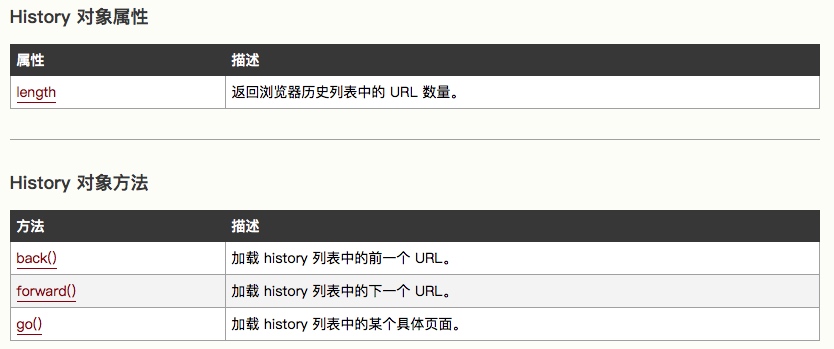 History 对象属性
属性 描述
length 返回浏览器历史列表中的 URL 数量。
History 对象方法
方法 描述
back() 加载 history 列表中的前一个 URL。
forward() 加载 history 列表中的下一个 URL。
go() 加载 history 列表中的某个具体页面。